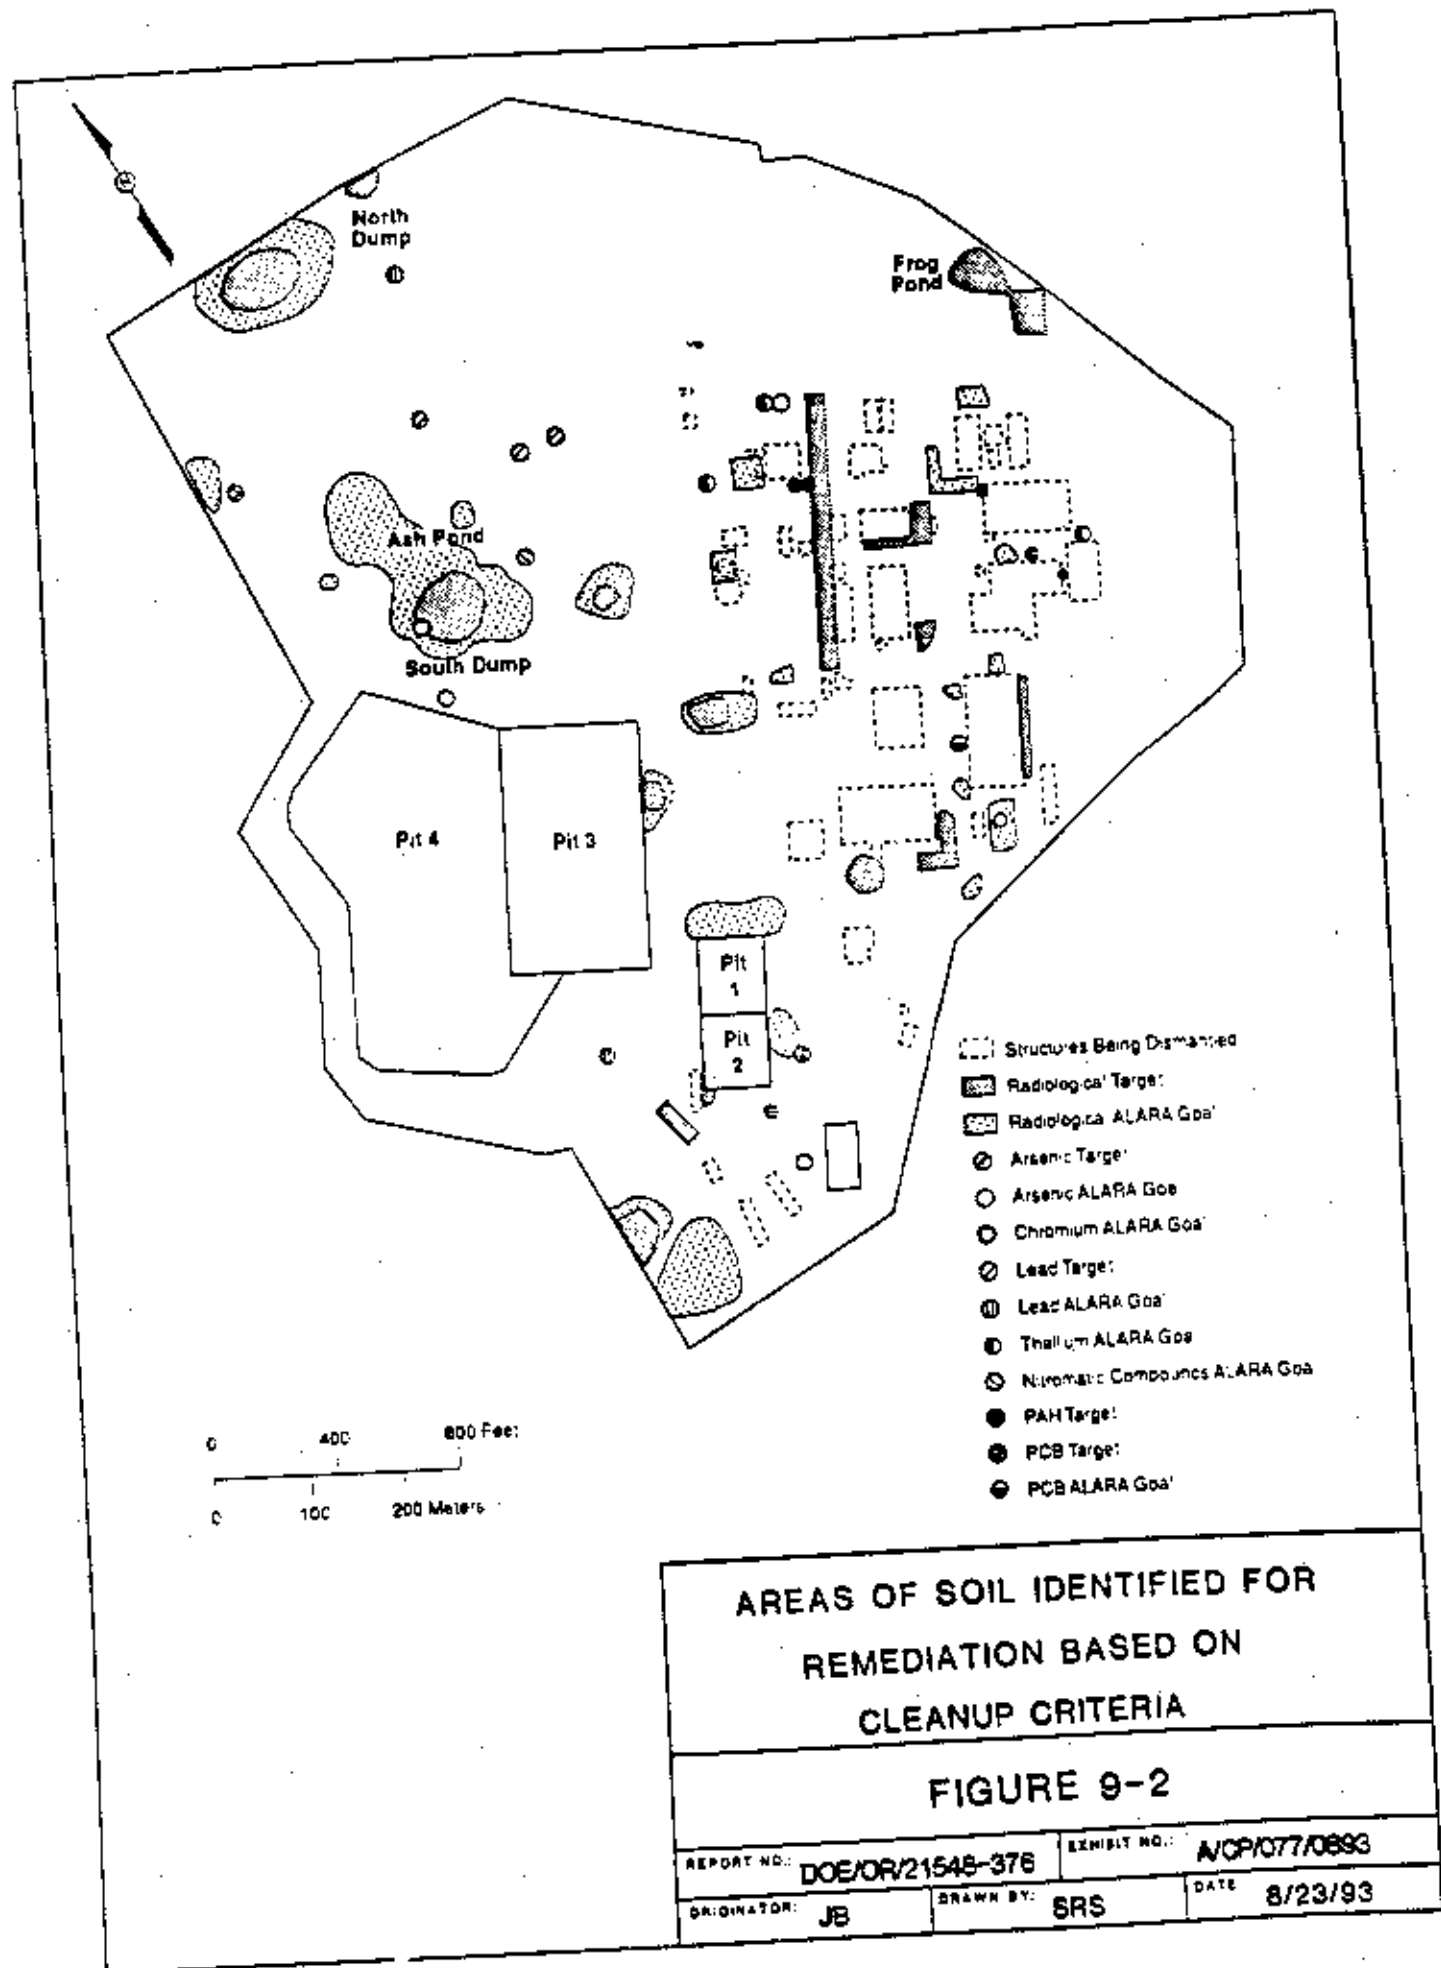 North
Dump
Frog
Pond
Ash Pond
South Dump
Pit 4
Pit 3
Pit
1
Pit
2
Structures Being Dismantled
Radiological Target
Radiological ALARA Goal
Arsenic Target
Arsenic ALARA Goal
Chromium ALARA Goal
Lead Target
Lead ALARA Goal
Thallium ALARA Goal
Nitromatic Compounds ALARA Goal
PAH Target
PCB Target
PCB ALARA Goal
0 400 800 Feet
0 100 200 Meters
AREAS OF SOIL IDENTIFIED FOR
REMEDIATION BASED ON
CLEANUP CRITERIA
FIGURE 9-2
REPORT NO.: DOE/OR/21548-376 EXHIBIT NO.: A/CP/077/0893
ORIGINATOR: JB DRAWN BY: SRS DATE 8/23/93